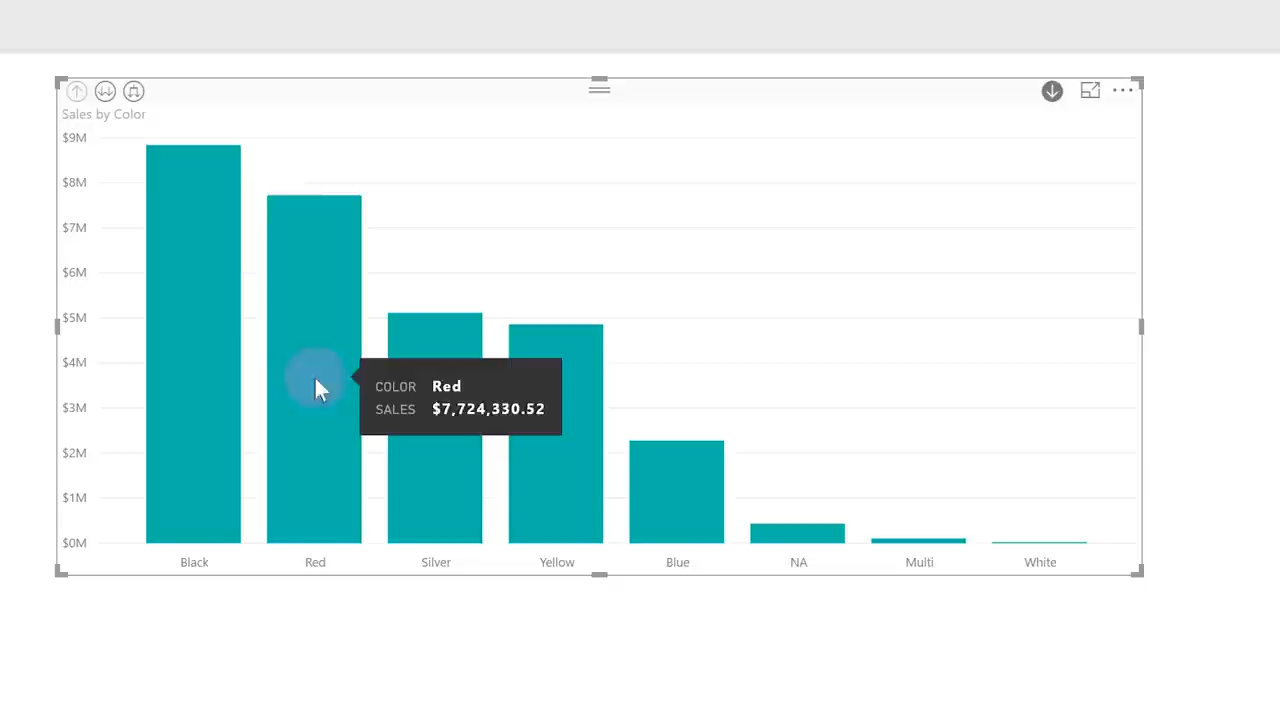 Sales by Color
$9M
$8M
$7M
$6M
$5M
$4M
$3M
$2M
$1M
$0M
COLOR Red
SALES $7,724,330.52
Black Red Silver Yellow Blue NA Multi White